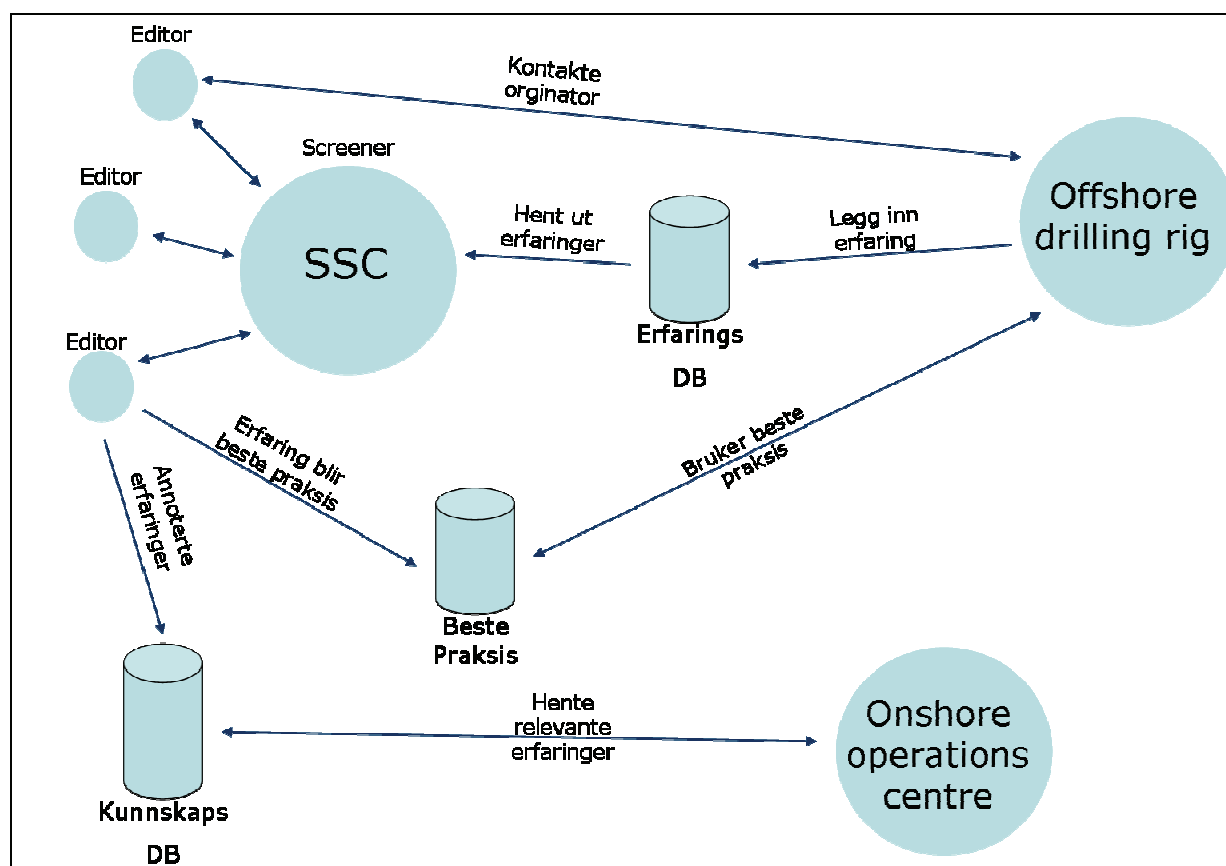 Editor
Kontakte
orginator
Screener
Editor
SSC
Hent ut
erfaringer
Legg inn
erfaring
Offshore
drilling rig
Erfarings
DB
Editor
Erfaring blir
beste praksis
Bruker beste
praksis
Annoterte
erfaringer
Beste
Praksis
Hente
relevante
erfaringer
Onshore
operations
centre
Kunnskaps
DB